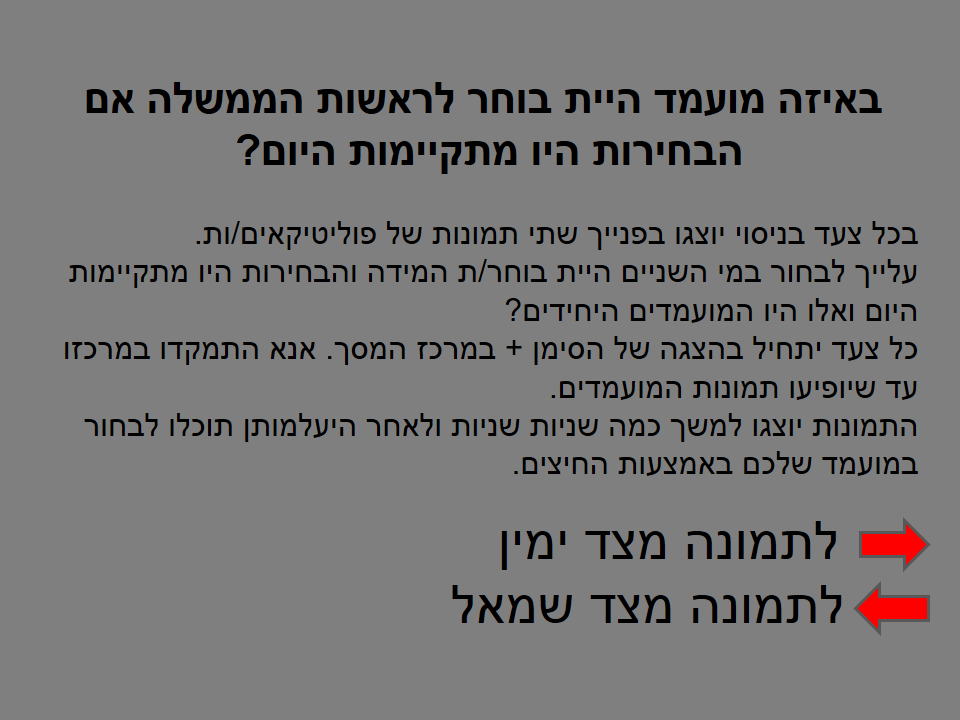 באיזה מועמד היית בוחר לראשות הממשלה אם
הבחירות היו מתקיימות היום?
בכל צעד בניסוי יוצגו בפנייך שתי תמונות של פוליטיקאים/ות.
עלייך לבחור במי השניים היית בוחר/ת המידה והבחירות היו מתקיימות
היום ואלו היו המועמדים היחידים?
כל צעד יתחיל בהצגה של הסימן + במרכז המסך. אנא התמקדו במרכזו
עד שיופיעו תמונות המועמדים.
התמונות יוצגו למשך כמה שניות שניות ולאחר היעלמותן תוכלו לבחור
במועמד שלכם באמצעות החיצים.
לתמונה מצד ימין
לתמונה מצד שמאל